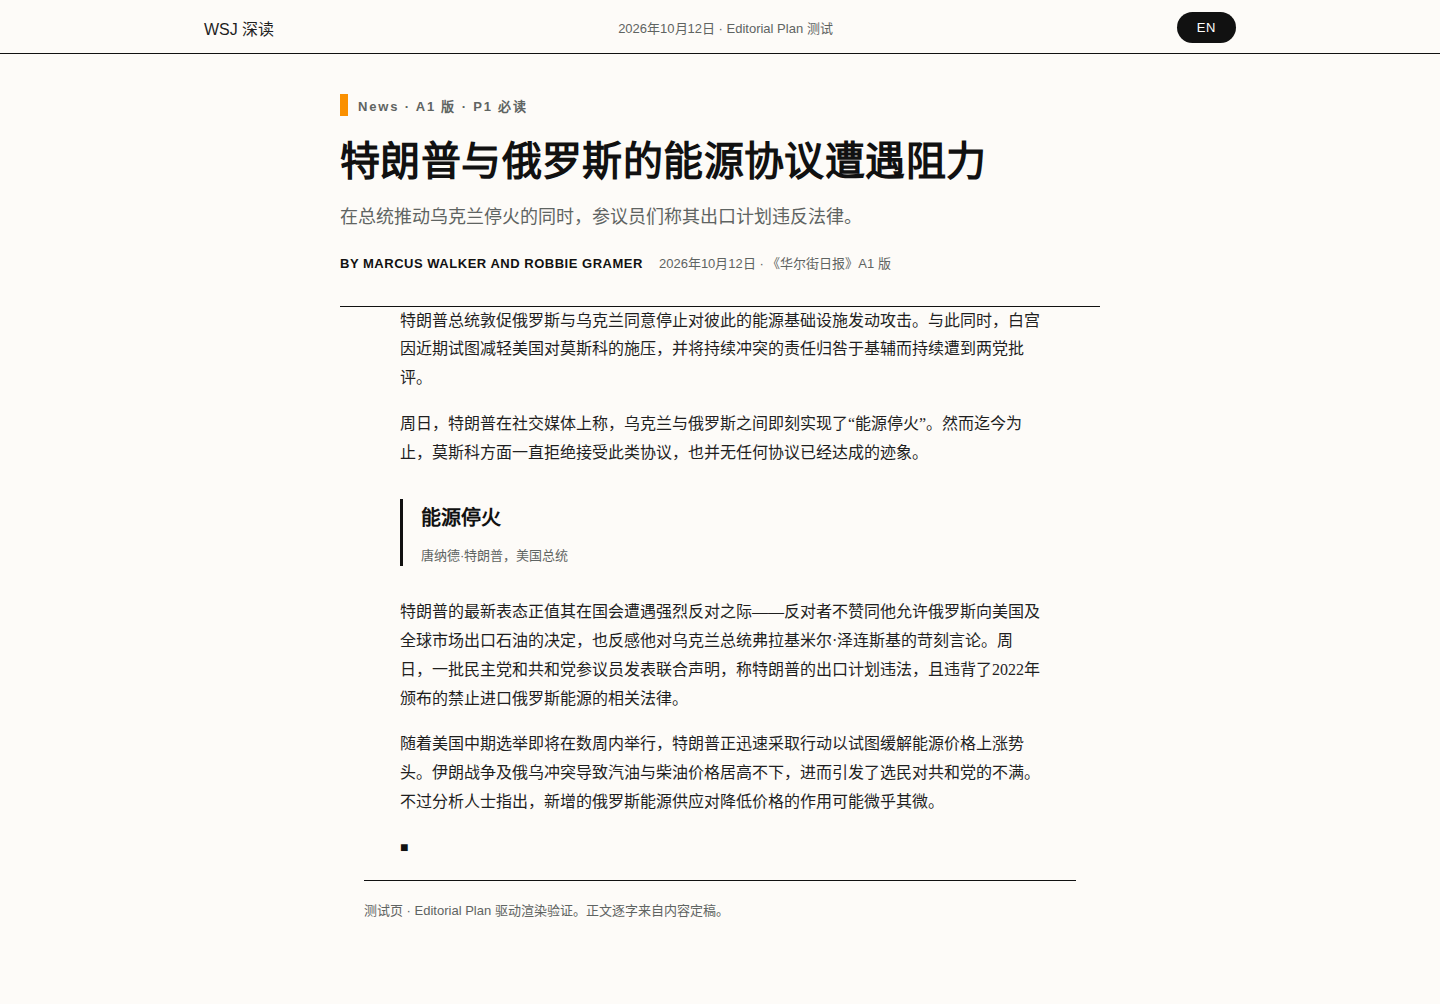 WSJ 深读
2026年10月12日 · Editorial Plan 测试
EN
News · A1 版 · P1 必读
特朗普与俄罗斯的能源协议遭遇阻力
在总统推动乌克兰停火的同时，参议员们称其出口计划违反法律。
BY MARCUS WALKER AND ROBBIE GRAMER 2026年10月12日 · 《华尔街日报》A1 版
特朗普总统敦促俄罗斯与乌克兰同意停止对彼此的能源基础设施发动攻击。与此同时，白宫
因近期试图减轻美国对莫斯科的施压，并将持续冲突的责任归咎于基辅而持续遭到两党批
评。
周日，特朗普在社交媒体上称，乌克兰与俄罗斯之间即刻实现了“能源停火”。然而迄今为
止，莫斯科方面一直拒绝接受此类协议，也并无任何协议已经达成的迹象。
能源停火
唐纳德·特朗普，美国总统
特朗普的最新表态正值其在国会遭遇强烈反对之际——反对者不赞同他允许俄罗斯向美国及
全球市场出口石油的决定，也反感他对乌克兰总统弗拉基米尔·泽连斯基的苛刻言论。周
日，一批民主党和共和党参议员发表联合声明，称特朗普的出口计划违法，且违背了2022年
颁布的禁止进口俄罗斯能源的相关法律。
随着美国中期选举即将在数周内举行，特朗普正迅速采取行动以试图缓解能源价格上涨势
头。伊朗战争及俄乌冲突导致汽油与柴油价格居高不下，进而引发了选民对共和党的不满。
不过分析人士指出，新增的俄罗斯能源供应对降低价格的作用可能微乎其微。
■
测试页 · Editorial Plan 驱动渲染验证。正文逐字来自内容定稿。